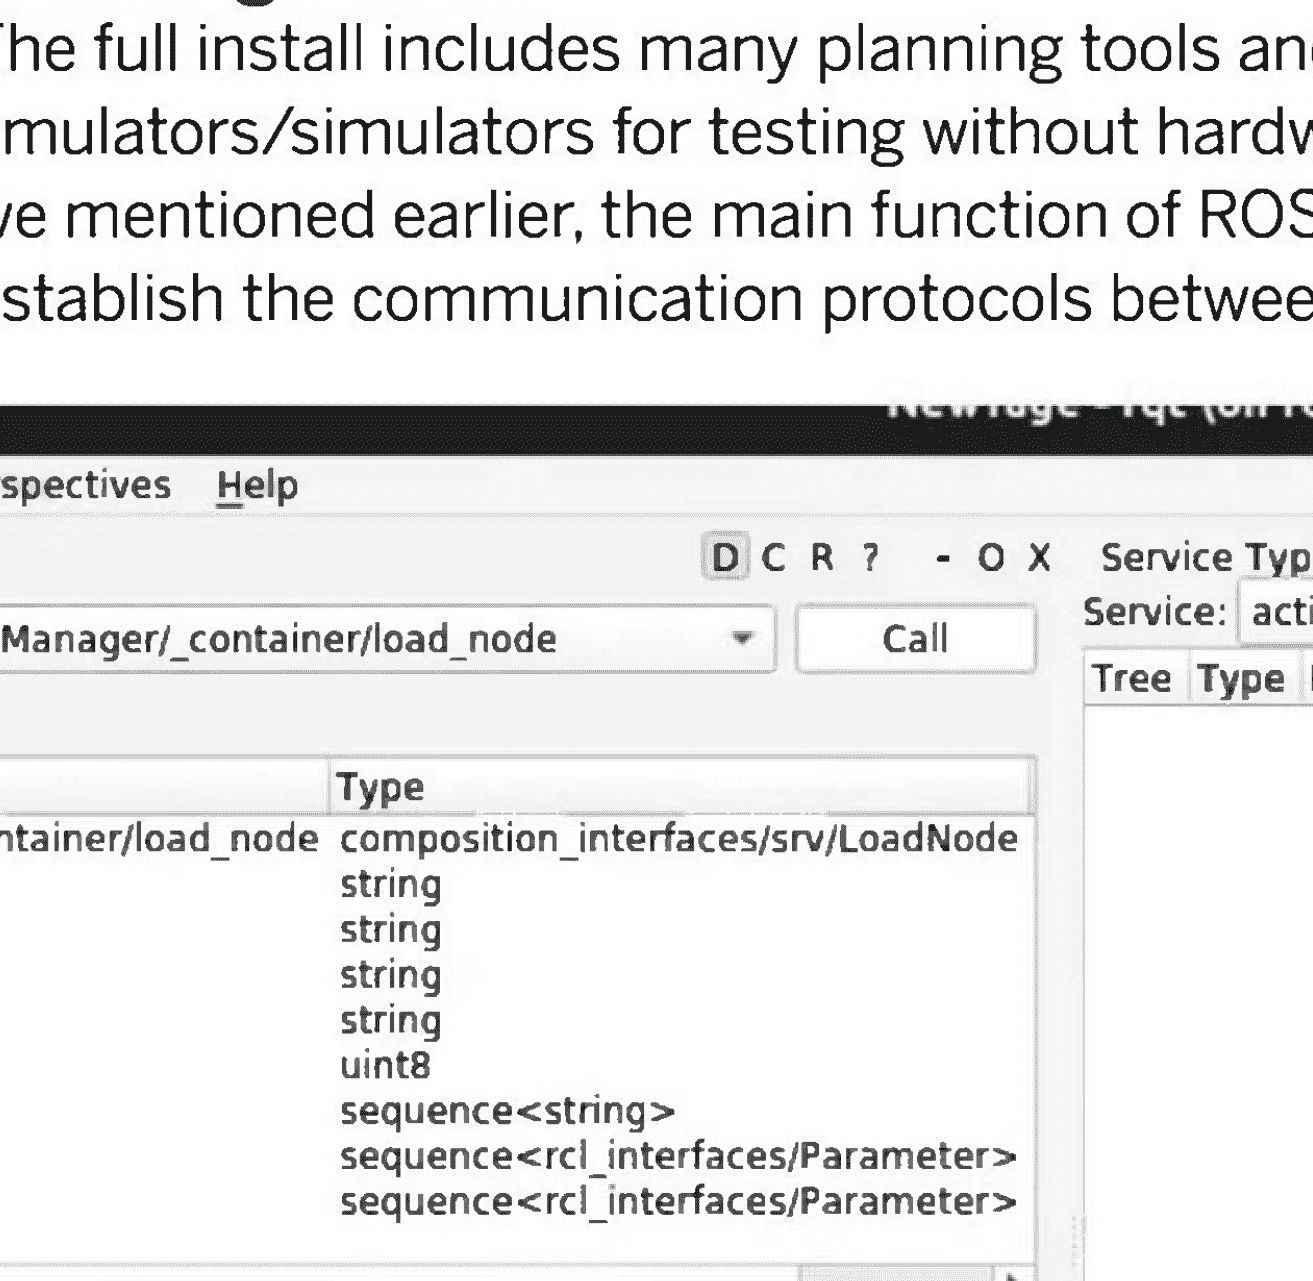 The full install includes many planning tools and
mulators/simulators for testing without hardw
ve mentioned earlier, the main function of ROS
stablish the communication protocols betwee
spectives Help
D C R ? - O X Service Typ
Manager/_container/load_node Call Service: acti
Tree Type
Type
ntainer/load_node composition_interfaces/srv/LoadNode
string
string
string
string
uint8
sequence<string>
sequence<rcl_interfaces/Parameter>
sequence<rcl_interfaces/Parameter>